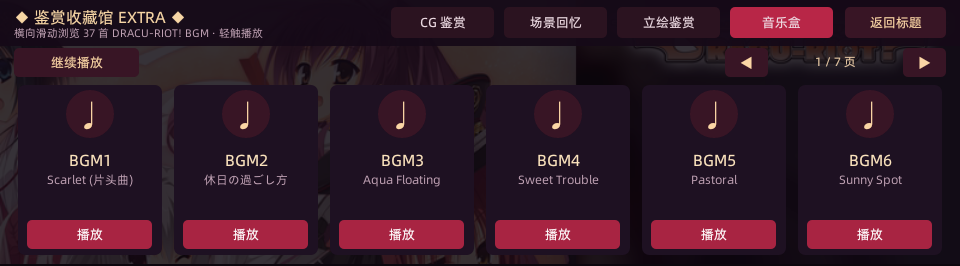 ◆ 鉴赏收藏馆 EXTRA ◆
横向滑动浏览 37 首 DRACU-RIOT! BGM · 轻触播放
CG 鉴赏
场景回忆
立绘鉴赏
音乐盒
返回标题
继续播放
◀
1 / 7 页
▶
BGM1
Scarlet (片头曲)
播放
BGM2
休日の過ごし方
播放
BGM3
Aqua Floating
播放
BGM4
Sweet Trouble
播放
BGM5
Pastoral
播放
BGM6
Sunny Spot
播放